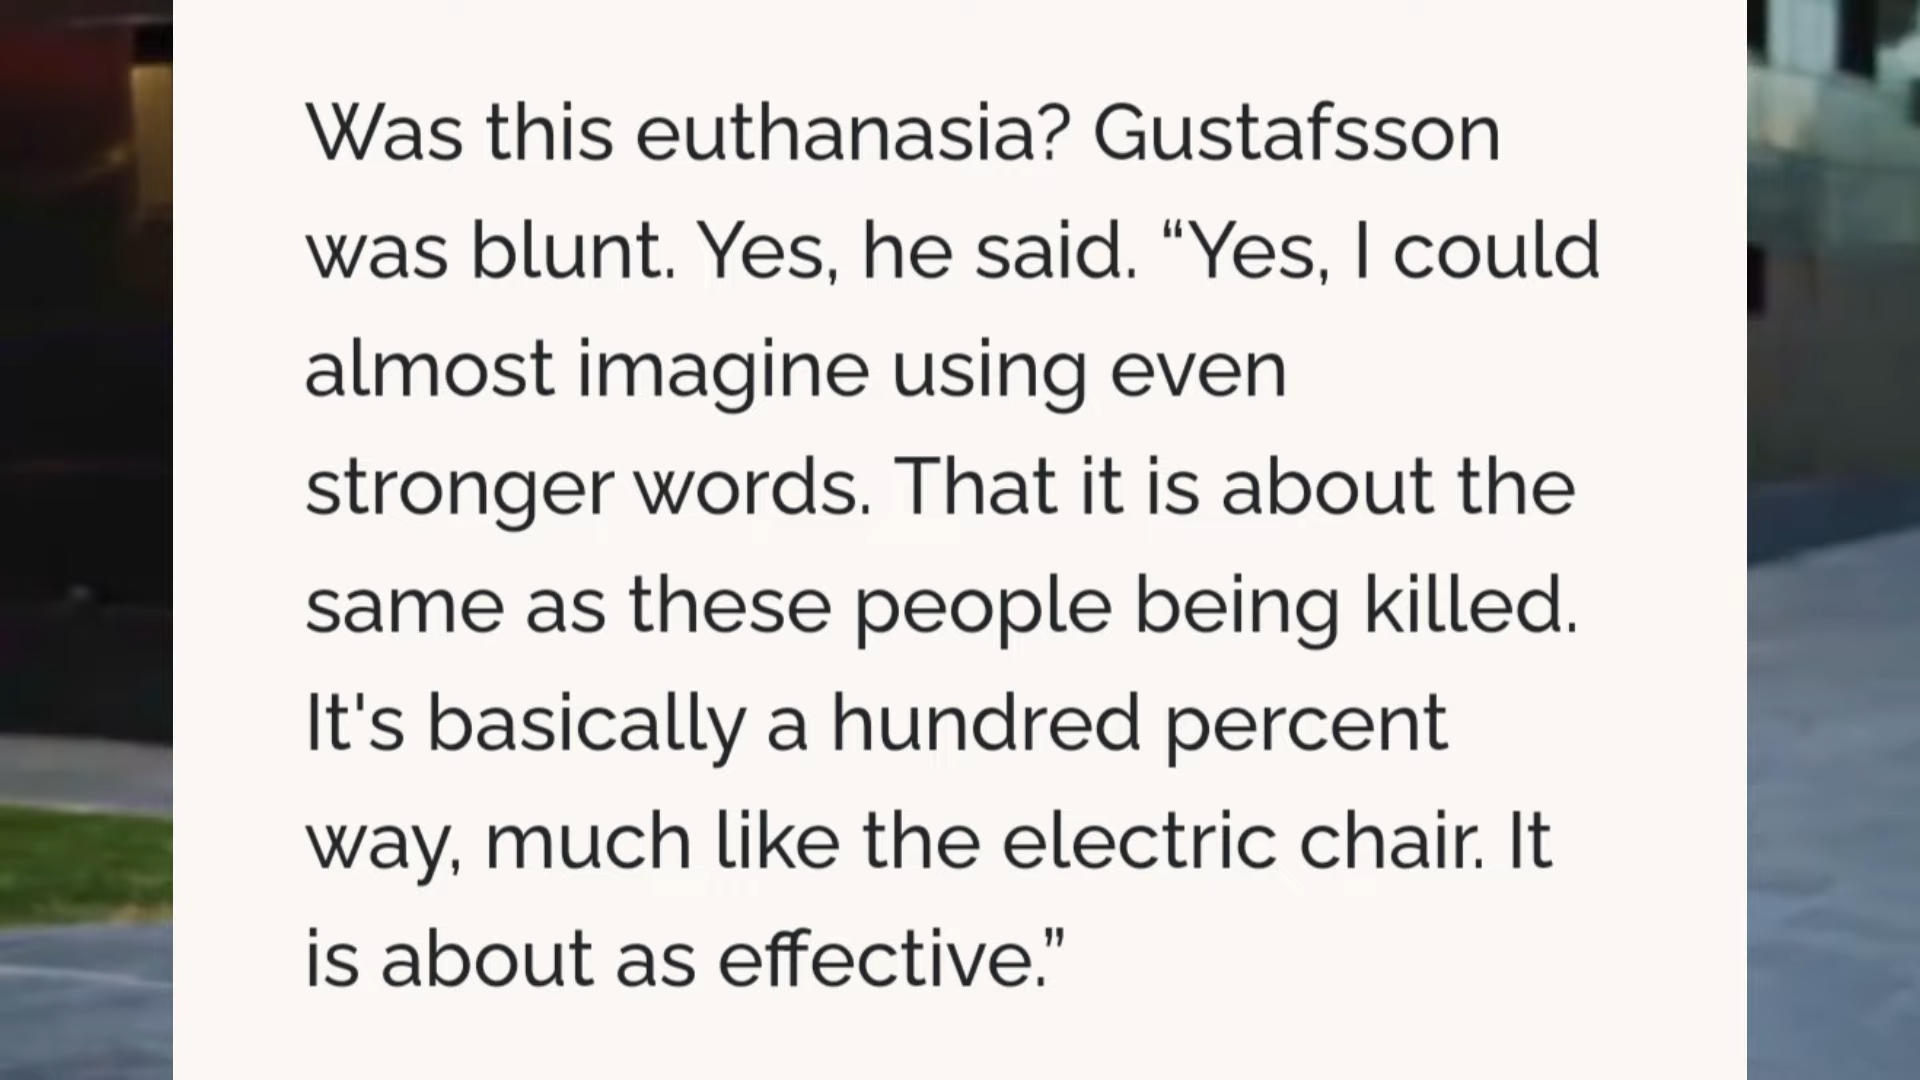 Was this euthanasia? Gustafsson
was blunt. Yes, he said. “Yes, I could
almost imagine using even
stronger words. That it is about the
same as these people being killed.
It's basically a hundred percent
way, much like the electric chair. It
is about as effective.”